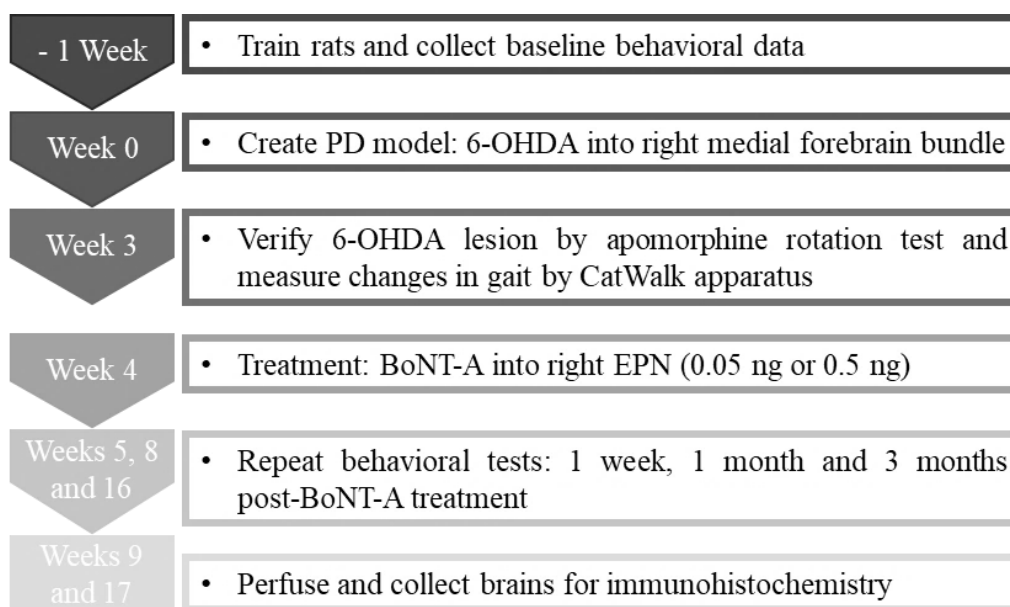 - 1 Week
• Train rats and collect baseline behavioral data
Week 0
• Create PD model: 6-OHDA into right medial forebrain bundle
Week 3
• Verify 6-OHDA lesion by apomorphine rotation test and
measure changes in gait by CatWalk apparatus
Week 4
• Treatment: BoNT-A into right EPN (0.05 ng or 0.5 ng)
Weeks 5, 8
and 16
• Repeat behavioral tests: 1 week, 1 month and 3 months
post-BoNT-A treatment
Weeks 9
and 17
• Perfuse and collect brains for immunohistochemistry